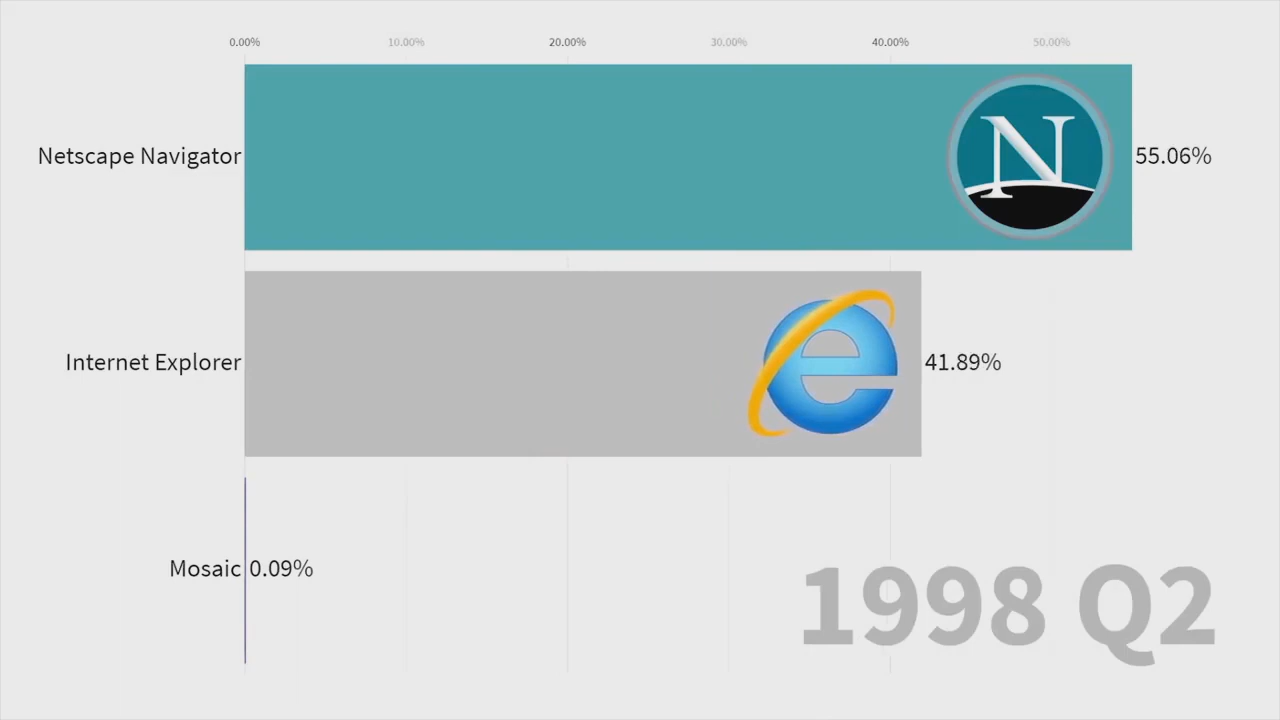 0.00% 10.00% 20.00% 30.00% 40.00% 50.00%
Netscape Navigator N 55.06%
Internet Explorer e 41.89%
Mosaic 0.09%
1998 Q2